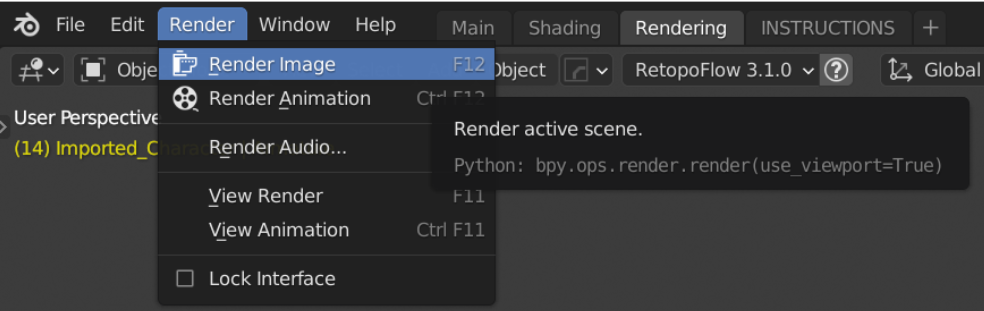 File Edit Render Window Help Main Shading Rendering INSTRUCTIONS +
Obje Object RetopoFlow 3.1.0 ? Global
Render Image F12
Render Animation Ctrl F12
User Perspective
(14) Imported_Charac
Render Audio...
View Render F11
View Animation Ctrl F11
Lock Interface
Render active scene.
Python: bpy.ops.render.render(use_viewport=True)